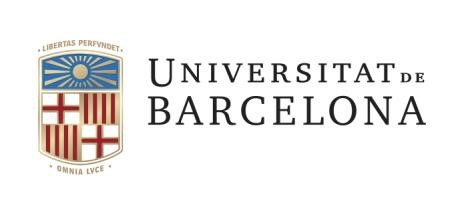 · LIBERTAS PERFVNDET ·
UNIVERSITAT DE
BARCELONA
· OMNIA LVCE ·